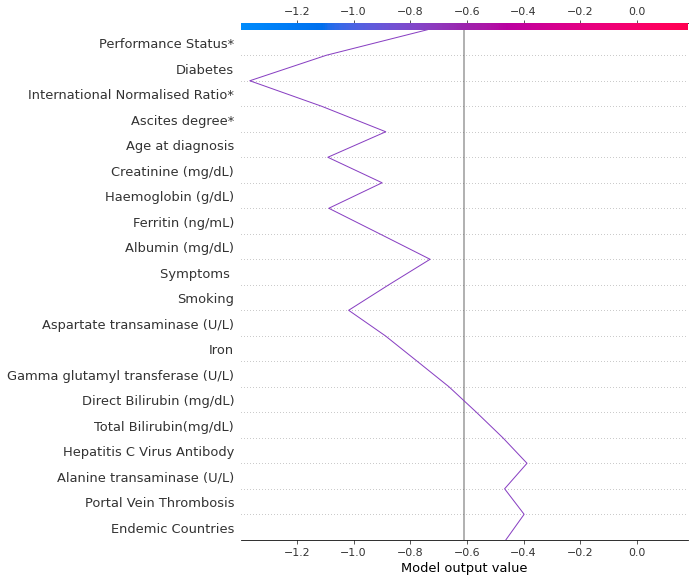 −1.2 −1.0 −0.8 −0.6 −0.4 −0.2 0.0
Performance Status*
Diabetes
International Normalised Ratio*
Ascites degree*
Age at diagnosis
Creatinine (mg/dL)
Haemoglobin (g/dL)
Ferritin (ng/mL)
Albumin (mg/dL)
Symptoms
Smoking
Aspartate transaminase (U/L)
Iron
Gamma glutamyl transferase (U/L)
Direct Bilirubin (mg/dL)
Total Bilirubin(mg/dL)
Hepatitis C Virus Antibody
Alanine transaminase (U/L)
Portal Vein Thrombosis
Endemic Countries
−1.2 −1.0 −0.8 −0.6 −0.4 −0.2 0.0
Model output value